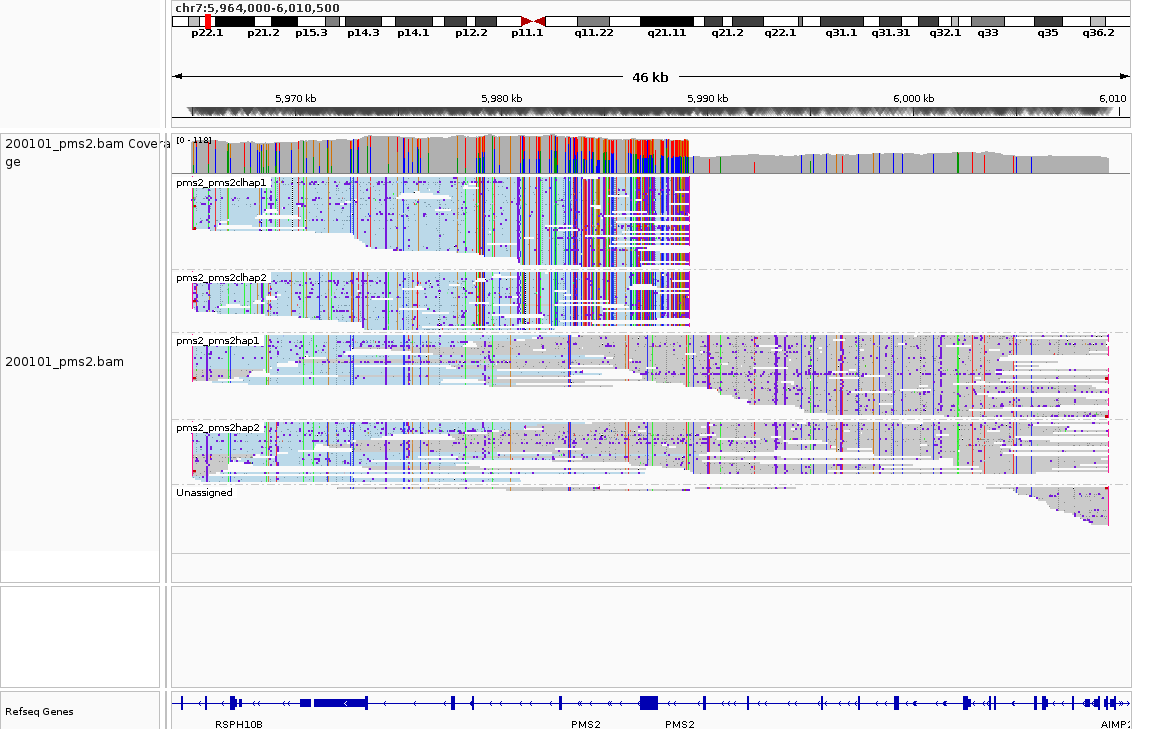 chr7:5,964,000-6,010,500
p22.1 p21.2 p15.3 p14.3 p14.1 p12.2 p11.1 q11.22 q21.11 q21.2 q22.1 q31.1 q31.31 q32.1 q33 q35 q36.2
46 kb
5,970 kb 5,980 kb 5,990 kb 6,000 kb 6,010
200101_pms2.bam Covera
ge
[0 - 118]
pms2_pms2clhap1
pms2_pms2clhap2
pms2_pms2hap1
200101_pms2.bam
pms2_pms2hap2
Unassigned
Refseq Genes
RSPH10B PMS2 PMS2 AIMP2